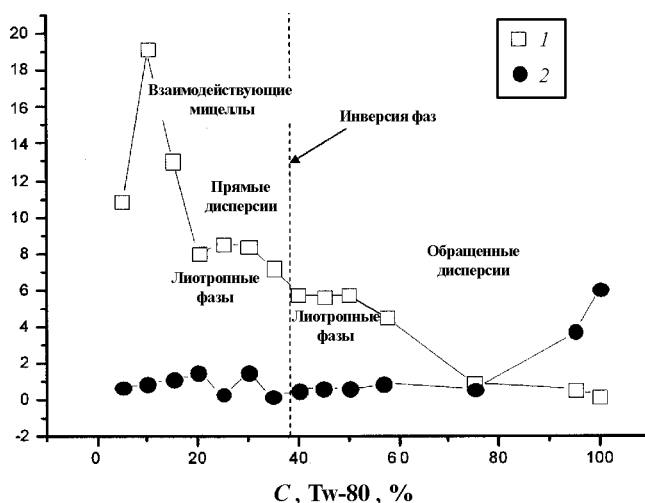 20
18
16
14
12
10
8
6
4
2
0
-2
1
2
Взаимодействующие
мицеллы
Инверсия фаз
Прямые
дисперсии
Обращенные
дисперсии
Лиотропные
фазы
Лиотропные
фазы
0
20
40
60
80
100
C , Tw-80 , %